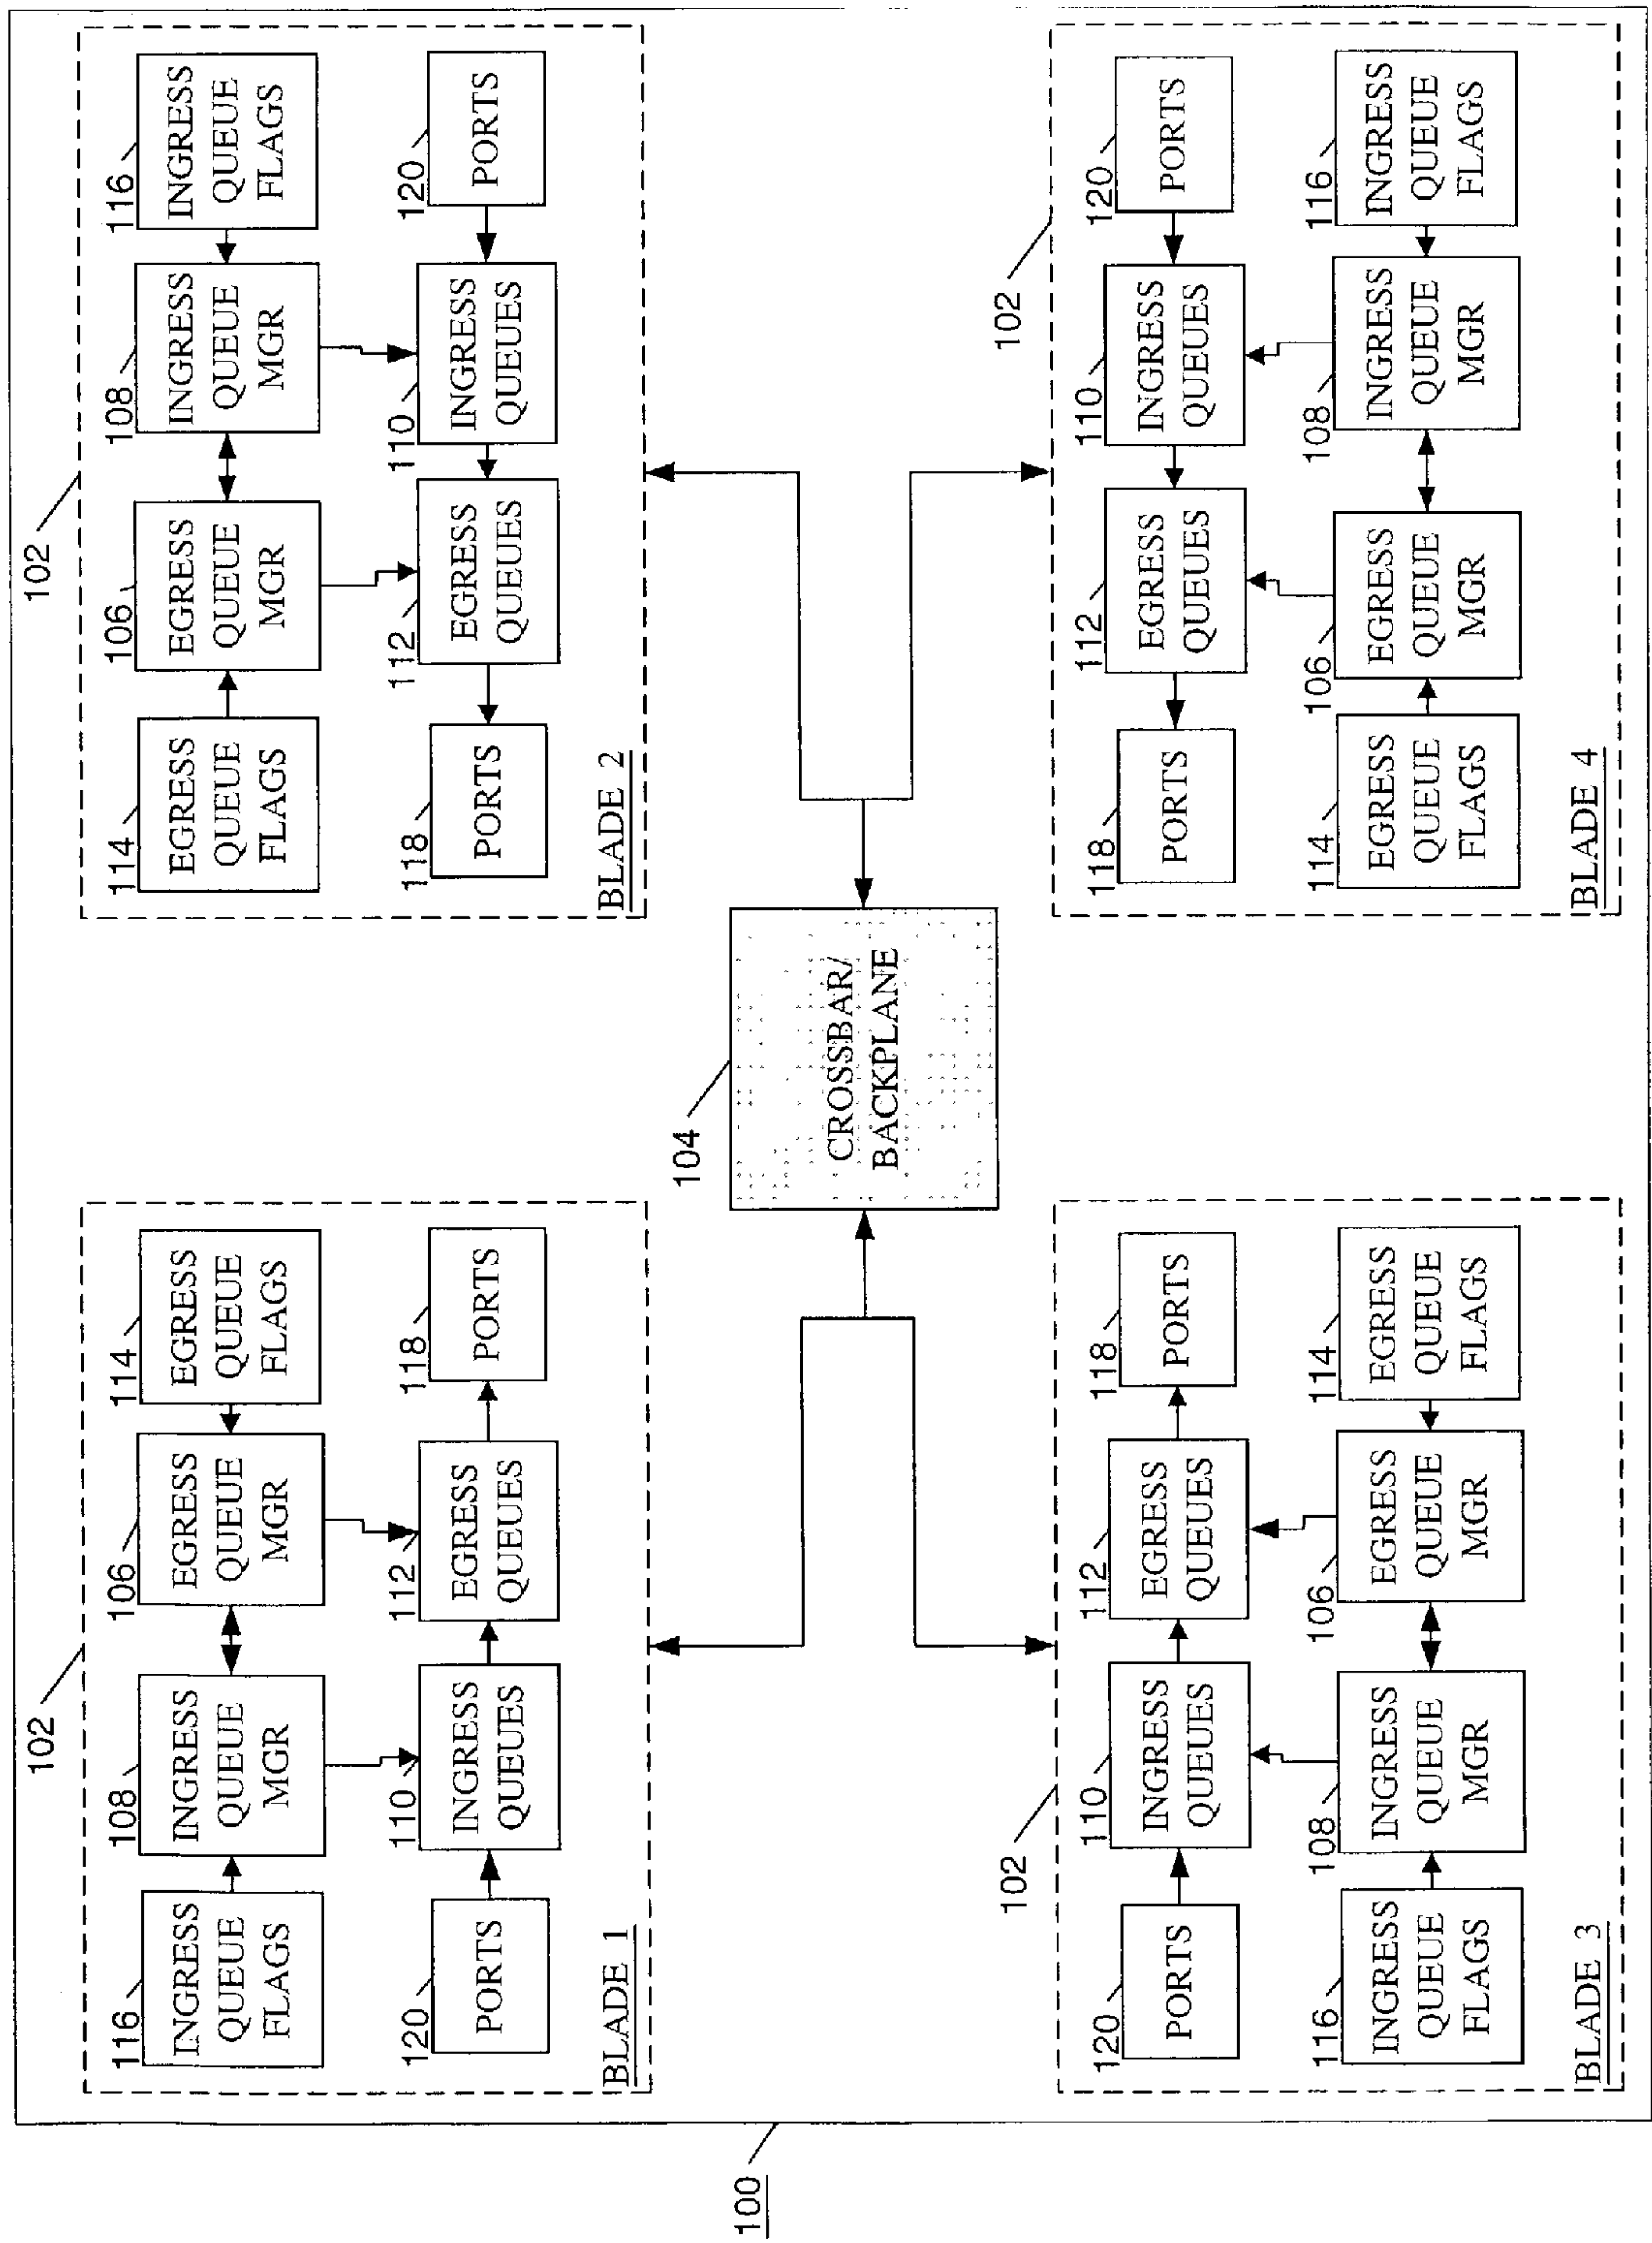 100
102
116
INGRESS
QUEUE
FLAGS
108
INGRESS
QUEUE
MGR
106
EGRESS
QUEUE
MGR
114
EGRESS
QUEUE
FLAGS
120
PORTS
110
INGRESS
QUEUES
112
EGRESS
QUEUES
118
PORTS
BLADE 1
102
114
EGRESS
QUEUE
FLAGS
106
EGRESS
QUEUE
MGR
108
INGRESS
QUEUE
MGR
116
INGRESS
QUEUE
FLAGS
118
PORTS
112
EGRESS
QUEUES
110
INGRESS
QUEUES
120
PORTS
BLADE 2
104
CROSSBAR/
BACKPLANE
102
120
PORTS
110
INGRESS
QUEUES
112
EGRESS
QUEUES
118
PORTS
116
INGRESS
QUEUE
FLAGS
108
INGRESS
QUEUE
MGR
106
EGRESS
QUEUE
MGR
114
EGRESS
QUEUE
FLAGS
BLADE 3
102
118
PORTS
112
EGRESS
QUEUES
110
INGRESS
QUEUES
120
PORTS
114
EGRESS
QUEUE
FLAGS
106
EGRESS
QUEUE
MGR
108
INGRESS
QUEUE
MGR
116
INGRESS
QUEUE
FLAGS
BLADE 4